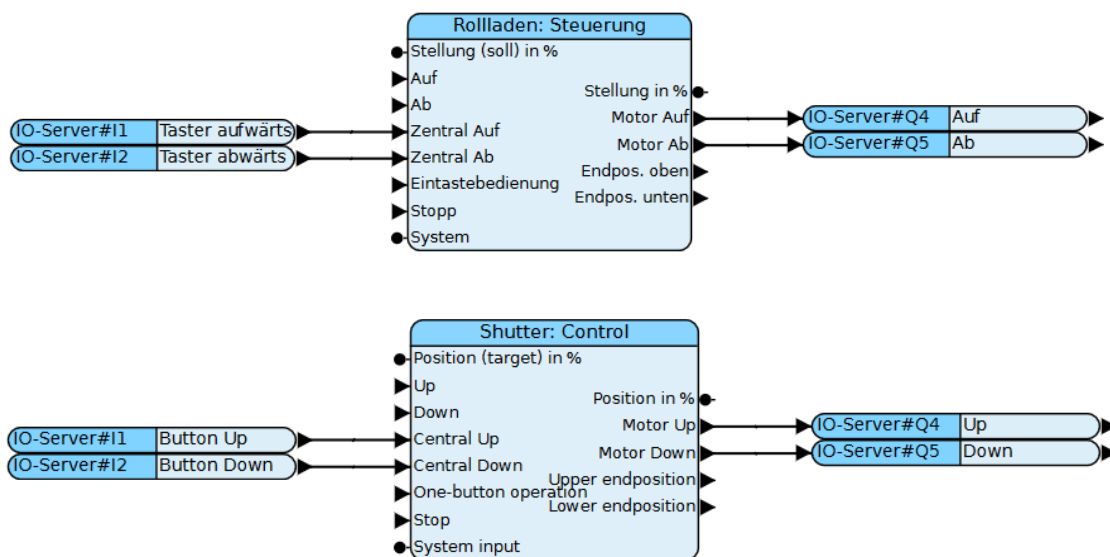 Rollladen: Steuerung
Stellung (soll) in %
Auf
Ab
Zentral Auf
Zentral Ab
Eintastebedienung
Stopp
System
Stellung in %
Motor Auf
Motor Ab
Endpos. oben
Endpos. unten
IO-Server#I1 Taster aufwärts
IO-Server#I2 Taster abwärts
IO-Server#Q4 Auf
IO-Server#Q5 Ab
Shutter: Control
Position (target) in %
Up
Down
Central Up
Central Down
One-button operation
Stop
System input
Position in %
Motor Up
Motor Down
Upper endposition
Lower endposition
IO-Server#I1 Button Up
IO-Server#I2 Button Down
IO-Server#Q4 Up
IO-Server#Q5 Down